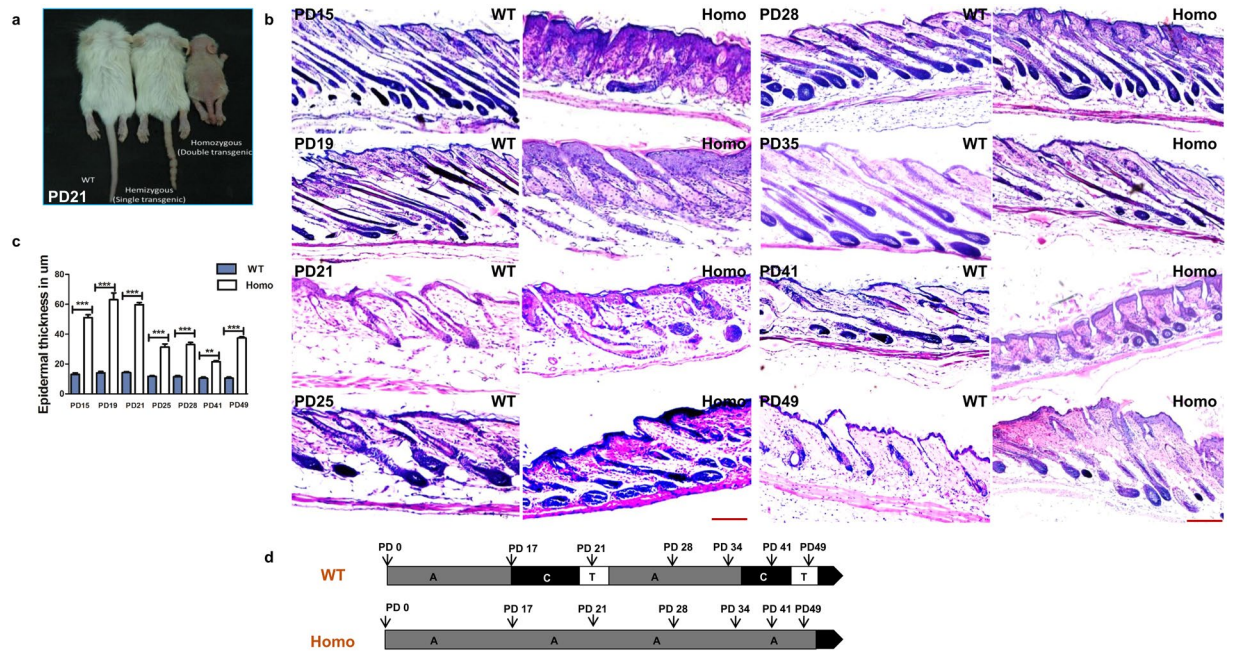 a
WT
Hemizygous
(Single transgenic)
Homozygous
(Double transgenic
PD21
b
PD15 WT Homo
PD28 WT Homo
PD19 WT Homo
PD35 WT Homo
PD21 WT Homo
PD41 WT Homo
PD25 WT Homo
PD49 WT Homo
c
Epidermal thickness in um
WT
Homo
80
60
40
20
0
*** *** *** *** *** ** ***
PD15 PD19 PD21 PD25 PD28 PD41 PD49
d
PD 0 PD 17 PD 21 PD 28 PD 34 PD 41 PD49
WT A C T A C T
PD 0 PD 17 PD 21 PD 28 PD 34 PD 41 PD49
Homo A A A A